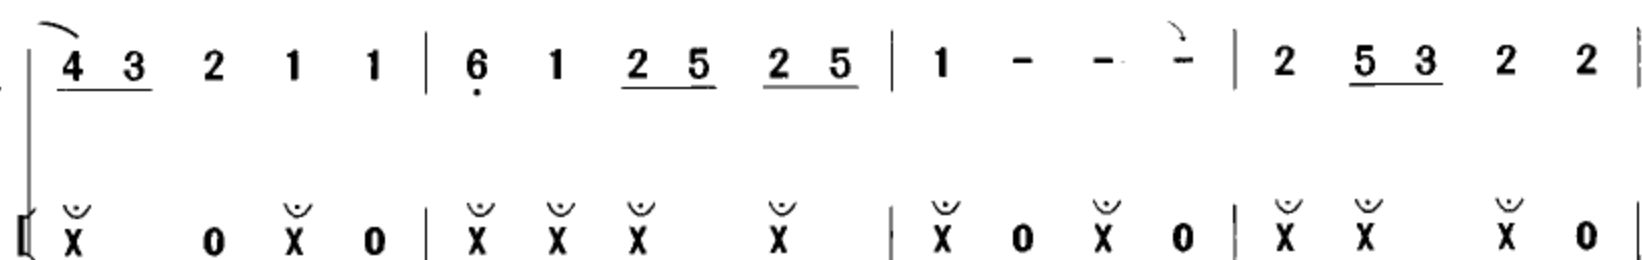 4 3 2 1 1 | 6 1 2 5 2 5 | 1 - - - | 2 5 3 2 2 |
X 0 X 0 | X X X X | X 0 X 0 | X X X 0 |